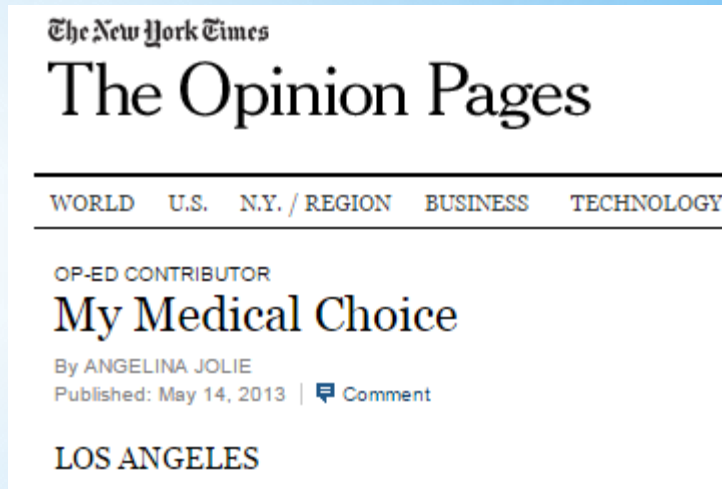 The New York Times
The Opinion Pages
WORLD U.S. N.Y. / REGION BUSINESS TECHNOLOGY
OP-ED CONTRIBUTOR
My Medical Choice
By ANGELINA JOLIE
Published: May 14, 2013 | Comment
LOS ANGELES